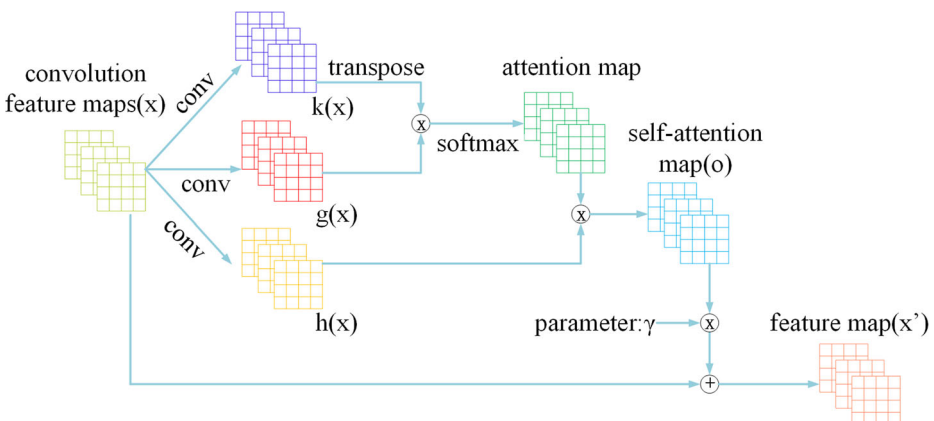 convolution
feature maps(x)
conv
conv
conv
k(x)
g(x)
h(x)
transpose
x
softmax
attention map
x
self-attention
map(o)
parameter:γ
x
+
feature map(x’)